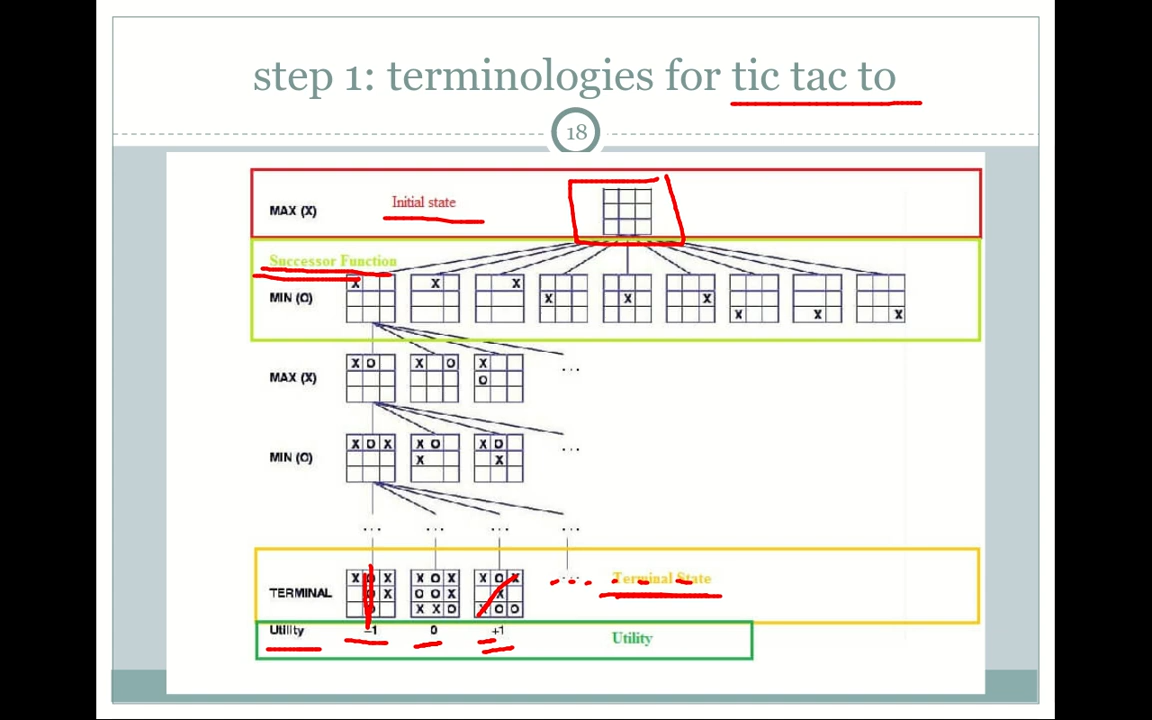 step 1: terminologies for tic tac to
18
MAX (X) Initial state
Successor Function
MIN (O) X X X X X X X X X
MAX (X) X O X O X O ...
MIN (O) X O X X O X X O X ...
... ... ... ...
TERMINAL X O X O X O X O X O O X X X O X O X X X O O ... Terminal State
Utility -1 0 +1 Utility